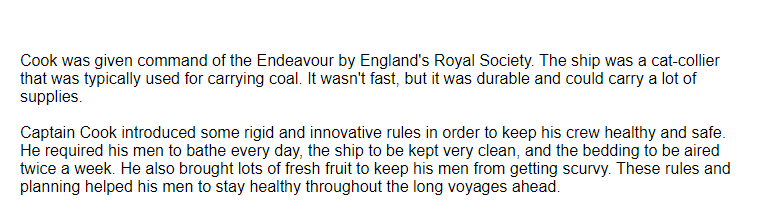 Cook was given command of the Endeavour by England's Royal Society. The ship was a cat-collier
that was typically used for carrying coal. It wasn't fast, but it was durable and could carry a lot of
supplies.
Captain Cook introduced some rigid and innovative rules in order to keep his crew healthy and safe.
He required his men to bathe every day, the ship to be kept very clean, and the bedding to be aired
twice a week. He also brought lots of fresh fruit to keep his men from getting scurvy. These rules and
planning helped his men to stay healthy throughout the long voyages ahead.